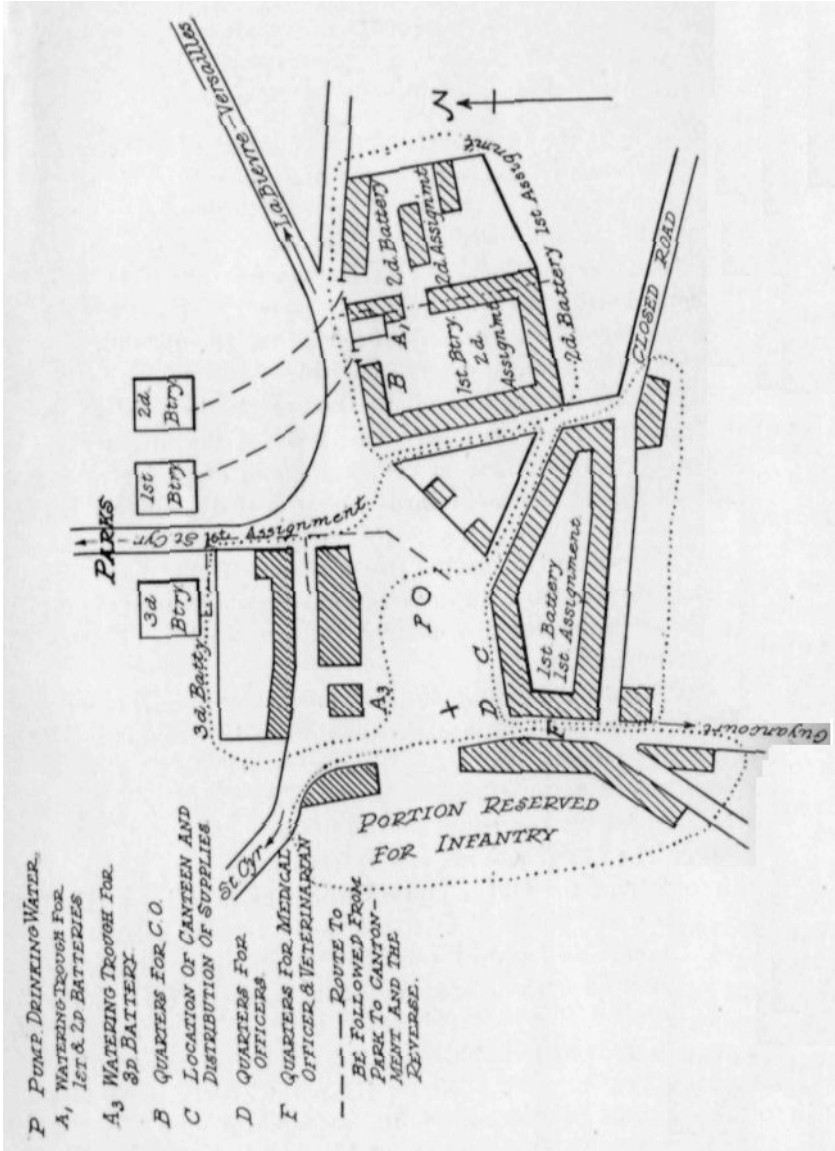 P PUMP. DRINKING WATER.
A1 WATERING TROUGH FOR
1ST & 2D BATTERIES
A3 WATERING TROUGH FOR
3D BATTERY
B QUARTERS FOR C.O.
C LOCATION OF CANTEEN AND
DISTRIBUTION OF SUPPLIES
D QUARTERS FOR
OFFICERS.
F QUARTERS FOR MEDICAL
OFFICER & VETERINARIAN
ROUTE TO
BE FOLLOWED FROM
PARK TO CANTON-
MENT AND THE
REVERSE.
PARKS
3d
Btry
1st
Btry
2d.
Btry.
La Bievre-Versailles
N
St Cyr
1st Assignment
3d. Batty.
St Cyr
A3
P
X
C
D
F
B
A1
1st Btry.
2d.
Assignmt
2d Battery
2d Assignmt
2d. Battery 1st Assignmt
1st Battery
1st Assignment
CLOSED ROAD
Guyancourt
PORTION RESERVED
FOR INFANTRY